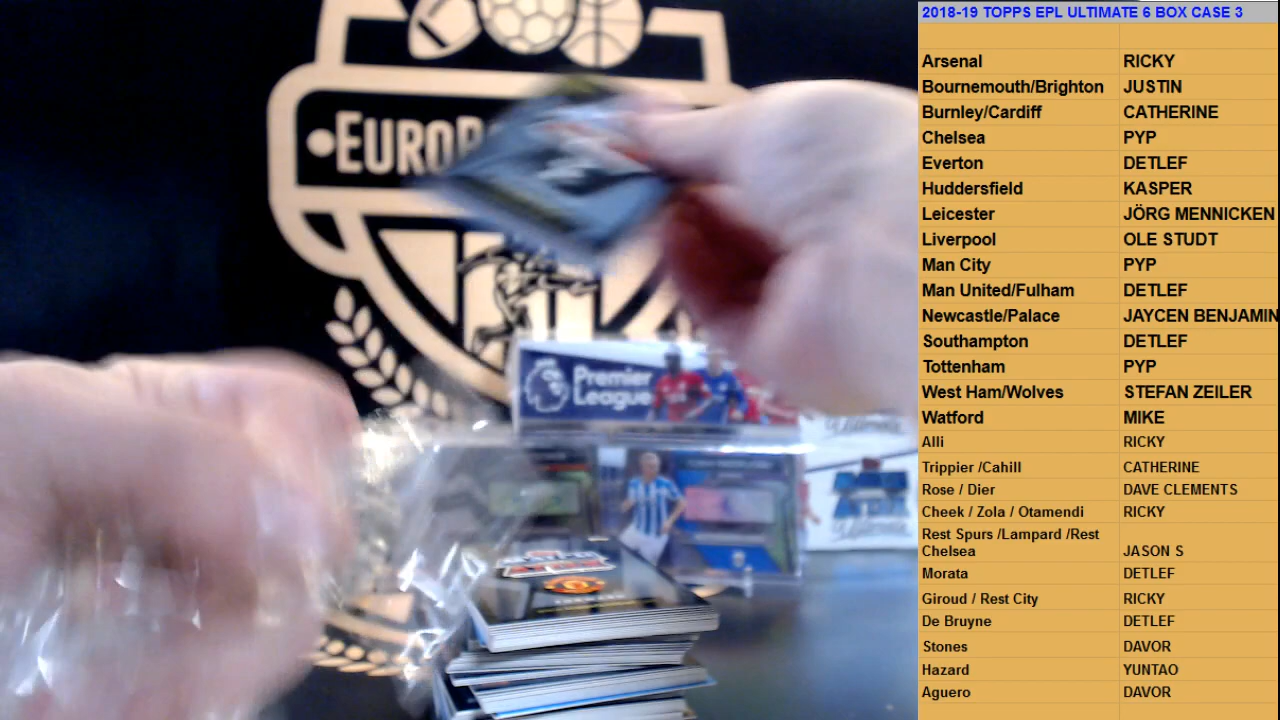 EUROB
Premier
League
2018-19 TOPPS EPL ULTIMATE 6 BOX CASE 3
Arsenal RICKY
Bournemouth/Brighton JUSTIN
Burnley/Cardiff CATHERINE
Chelsea PYP
Everton DETLEF
Huddersfield KASPER
Leicester JÖRG MENNICKEN
Liverpool OLE STUDT
Man City PYP
Man United/Fulham DETLEF
Newcastle/Palace JAYCEN BENJAMIN
Southampton DETLEF
Tottenham PYP
West Ham/Wolves STEFAN ZEILER
Watford MIKE
Alli RICKY
Trippier /Cahill CATHERINE
Rose / Dier DAVE CLEMENTS
Cheek / Zola / Otamendi RICKY
Rest Spurs /Lampard /Rest
Chelsea JASON S
Morata DETLEF
Giroud / Rest City RICKY
De Bruyne DETLEF
Stones DAVOR
Hazard YUNTAO
Aguero DAVOR